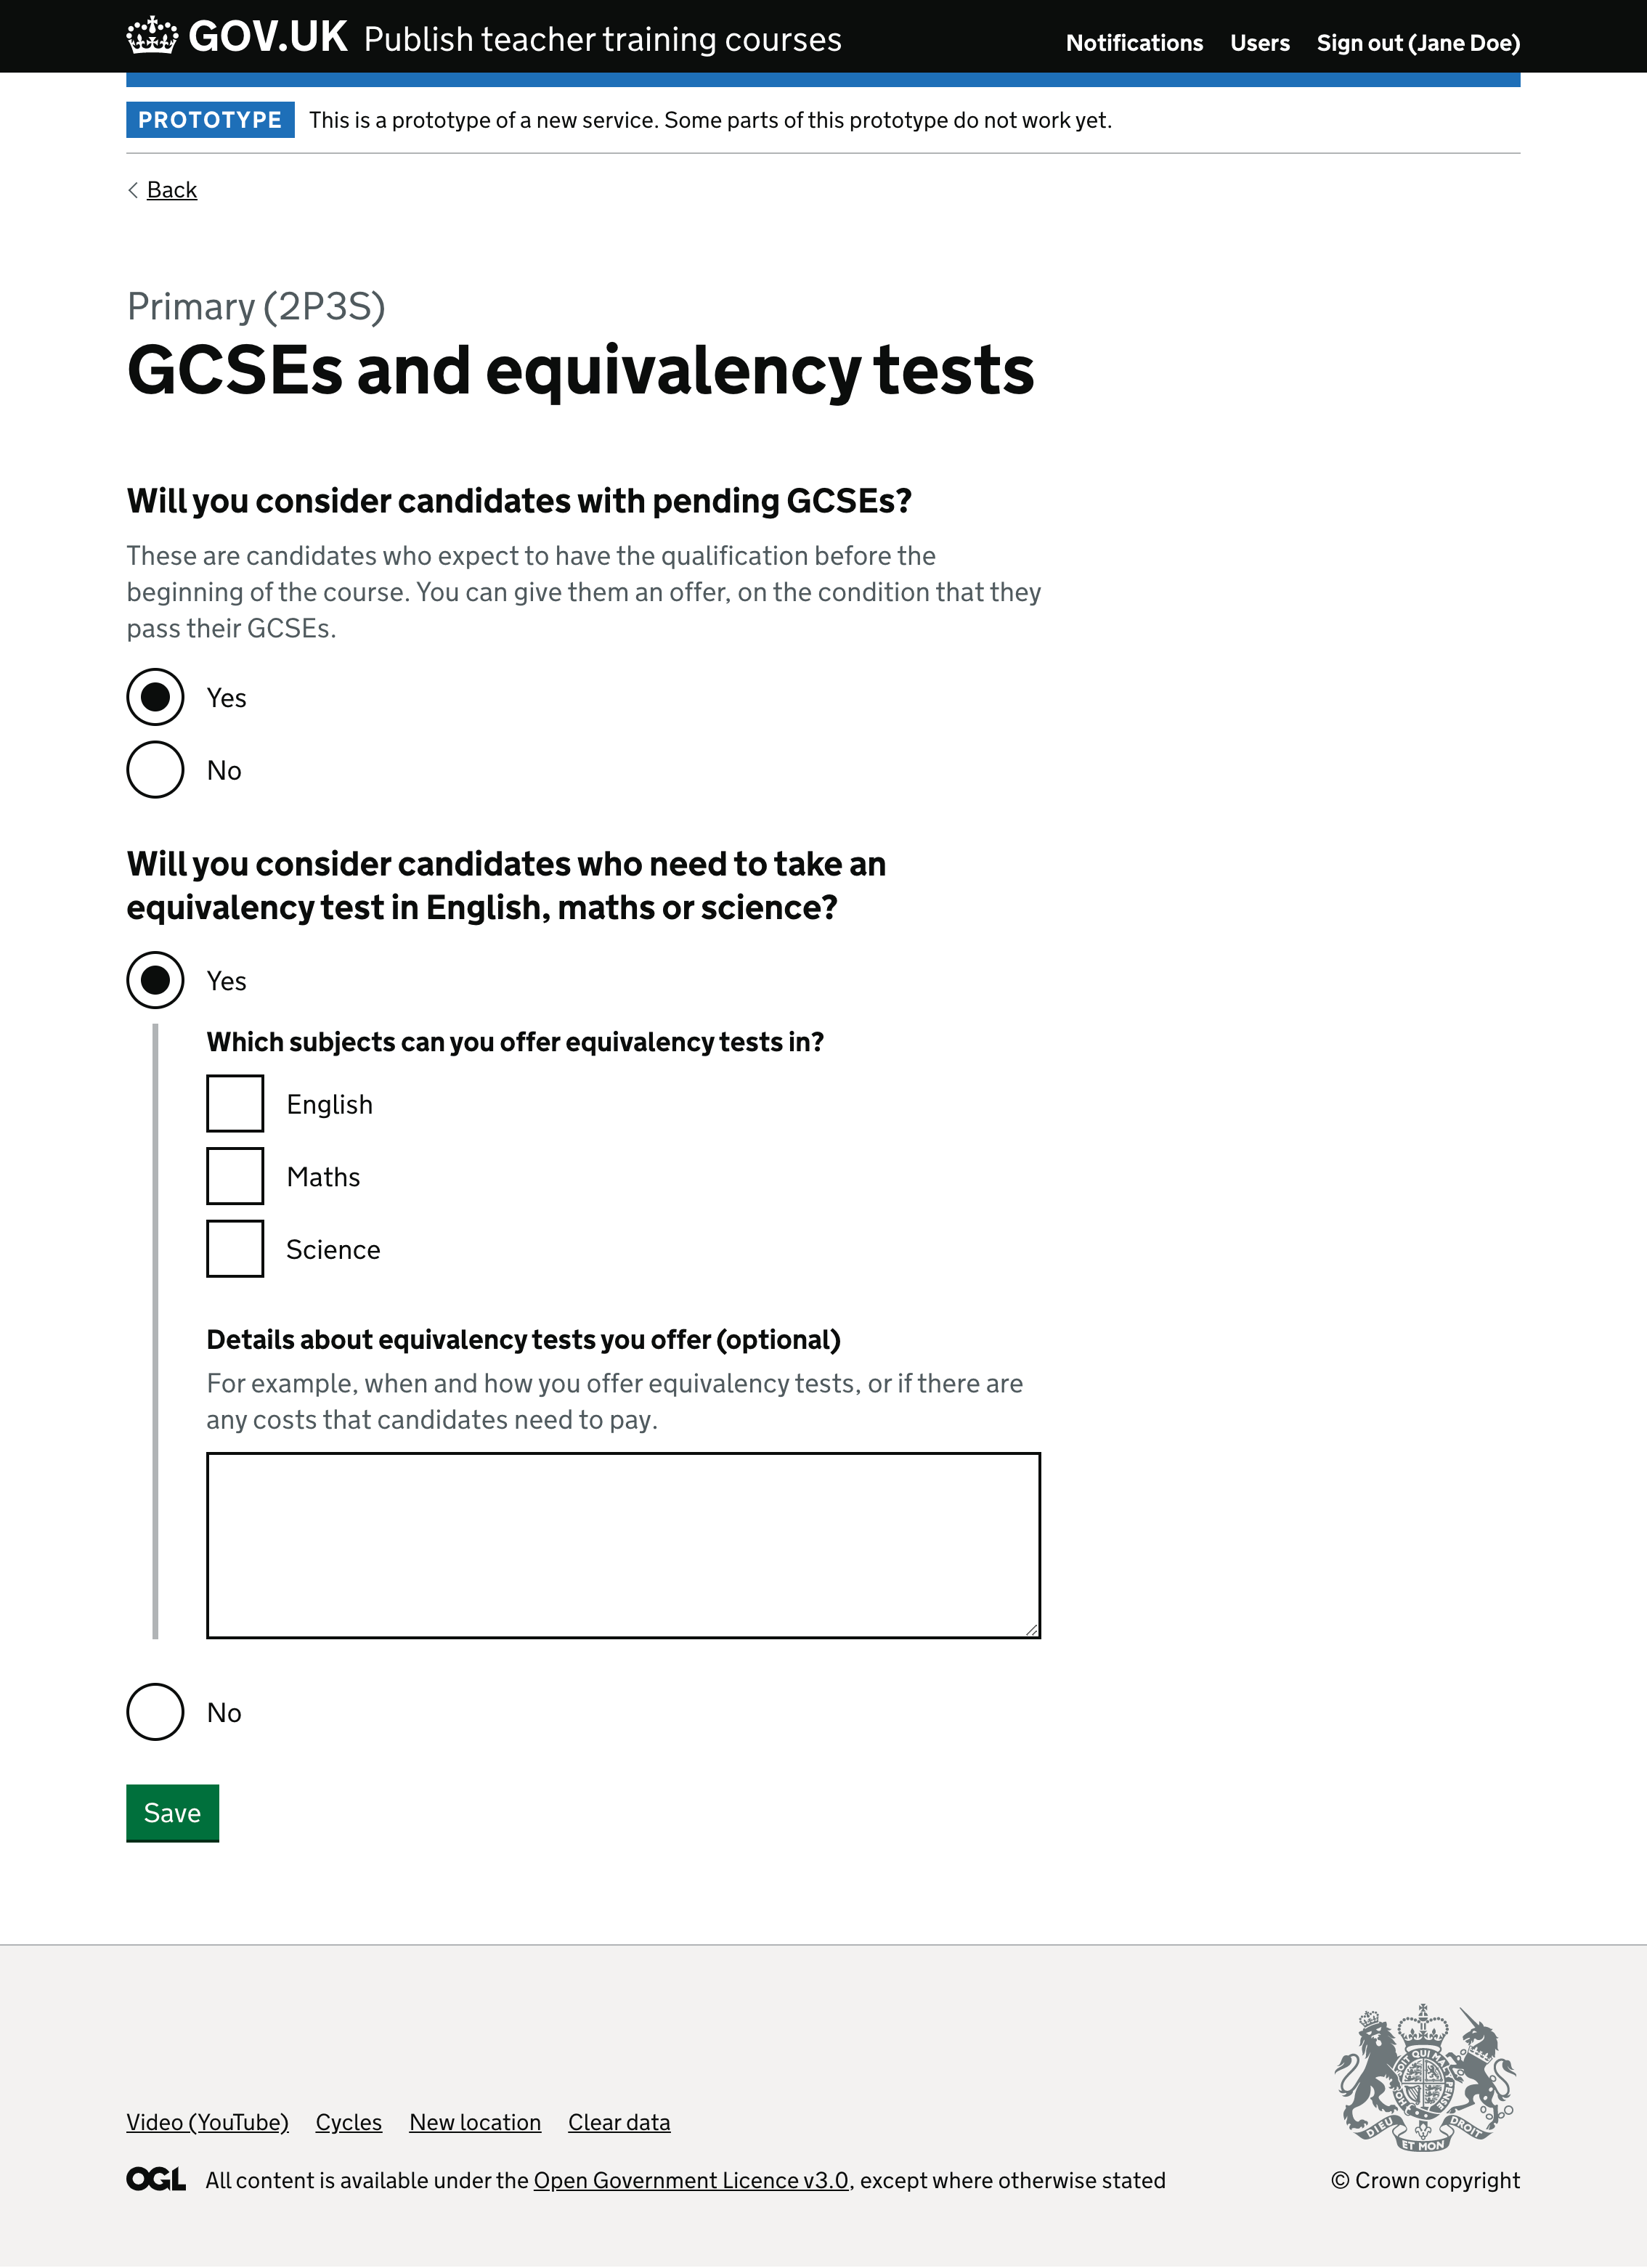 GOV.UK Publish teacher training courses Notifications Users Sign out (Jane Doe)
PROTOTYPE This is a prototype of a new service. Some parts of this prototype do not work yet.
Back
Primary (2P3S)
GCSEs and equivalency tests
Will you consider candidates with pending GCSEs?
These are candidates who expect to have the qualification before the
beginning of the course. You can give them an offer, on the condition that they
pass their GCSEs.
Yes
No
Will you consider candidates who need to take an
equivalency test in English, maths or science?
Yes
Which subjects can you offer equivalency tests in?
English
Maths
Science
Details about equivalency tests you offer (optional)
For example, when and how you offer equivalency tests, or if there are
any costs that candidates need to pay.
No
Save
DIEU ET MON DROIT
Video (YouTube) Cycles New location Clear data
OGL All content is available under the Open Government Licence v3.0, except where otherwise stated © Crown copyright